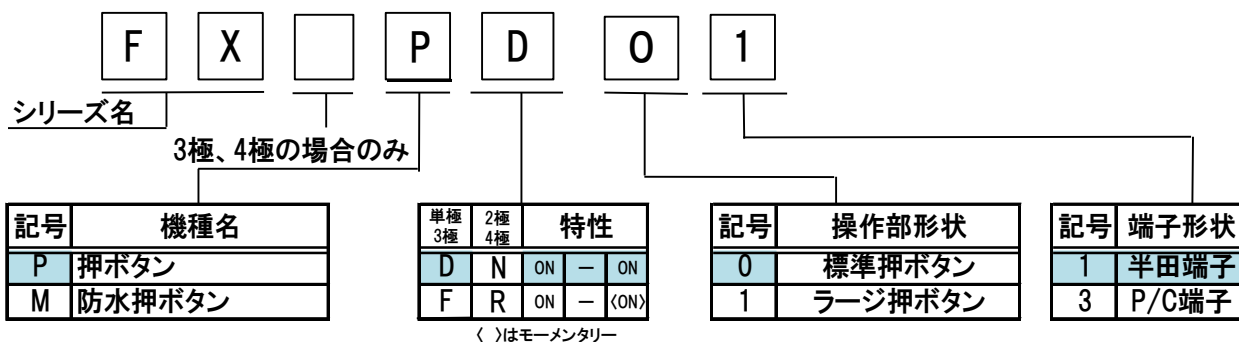 F X P D 0 1
シリーズ名
3極、4極の場合のみ
記号 機種名
P 押ボタン
M 防水押ボタン
単極 3極 2極 4極 特性
D N ON － ON
F R ON － 〈ON〉
〈 〉はモーメンタリー
記号 操作部形状
0 標準押ボタン
1 ラージ押ボタン
記号 端子形状
1 半田端子
3 P/C端子